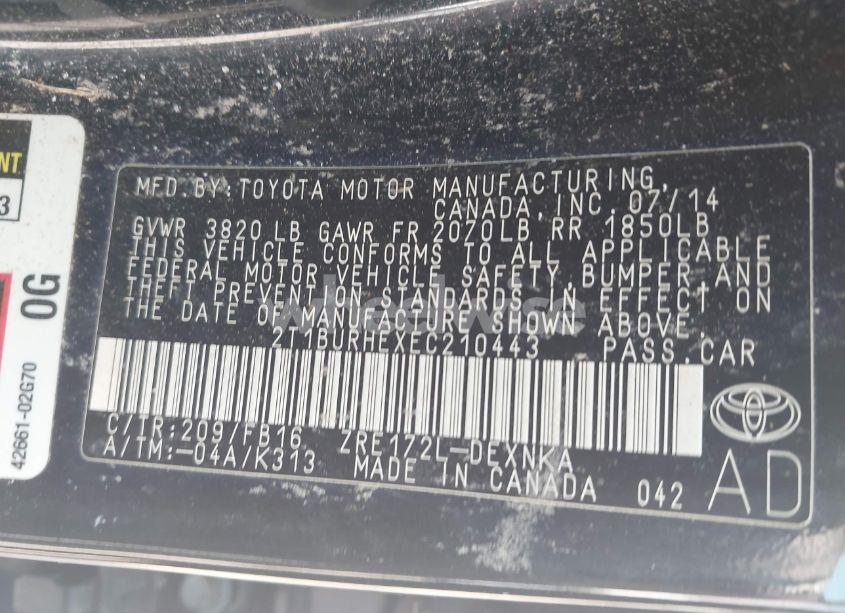 NT
3
0G
42661-02G70
MFD.BY:TOYOTA MOTOR MANUFACTURING,
CANADA,INC.07/14
GVWR 3820 LB GAWR FR 2070LB RR 1850LB
THIS VEHICLE CONFORMS TO ALL APPLICABLE
FEDERAL MOTOR VEHICLE SAFETY,BUMPER,AND
THEFT PREVENTION STANDARDS IN EFFECT ON
THE DATE OF MANUFACTURE SHOWN ABOVE.
2T1BURHEXEC210443 PASS.CAR
C/TR:209/FB16 ZRE172L-DEXNKA
A/TM:-04A/K313 MADE IN CANADA 042
AD